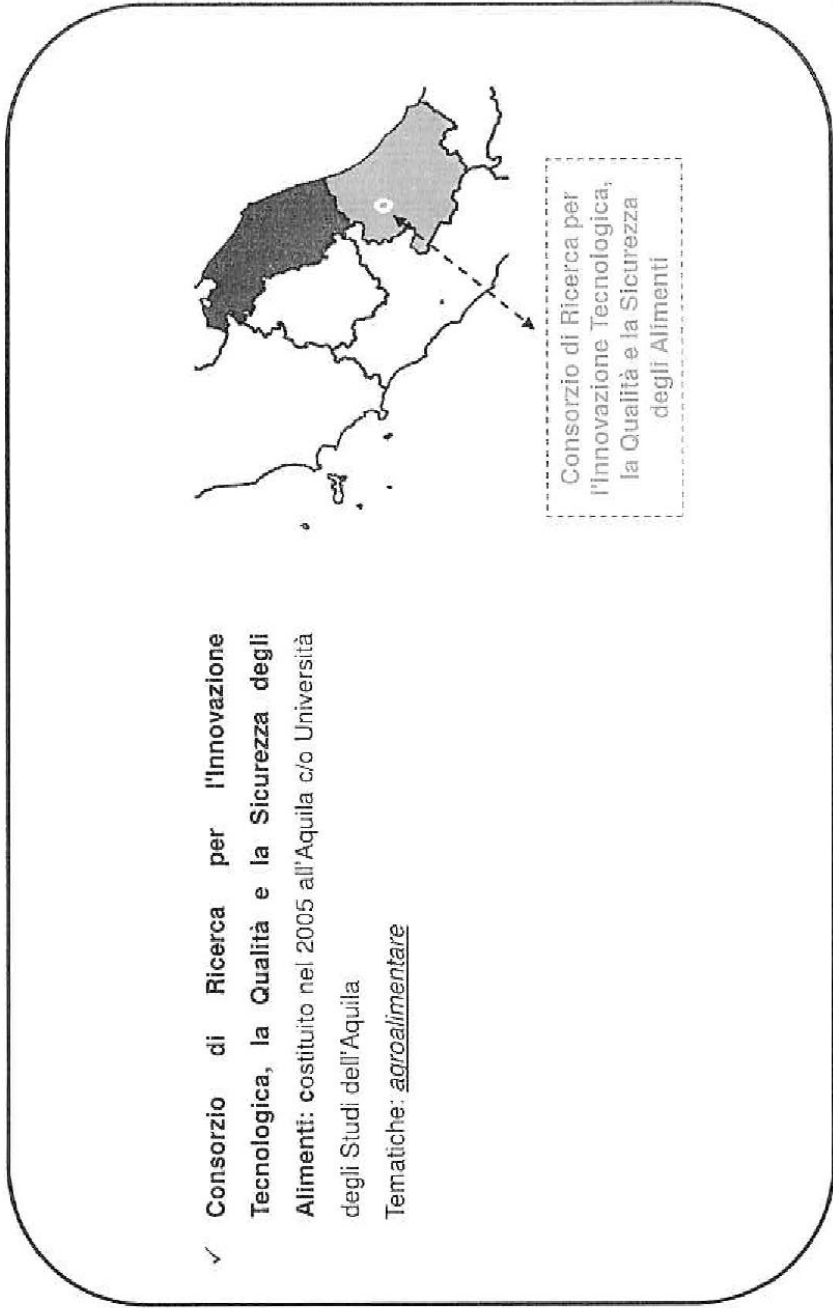 ✓ Consorzio di Ricerca per l'Innovazione
Tecnologica, la Qualità e la Sicurezza degli
Alimenti: costituito nel 2005 all'Aquila c/o Università
degli Studi dell'Aquila
Tematiche: agroalimentare
Consorzio di Ricerca per
l'Innovazione Tecnologica,
la Qualità e la Sicurezza
degli Alimenti